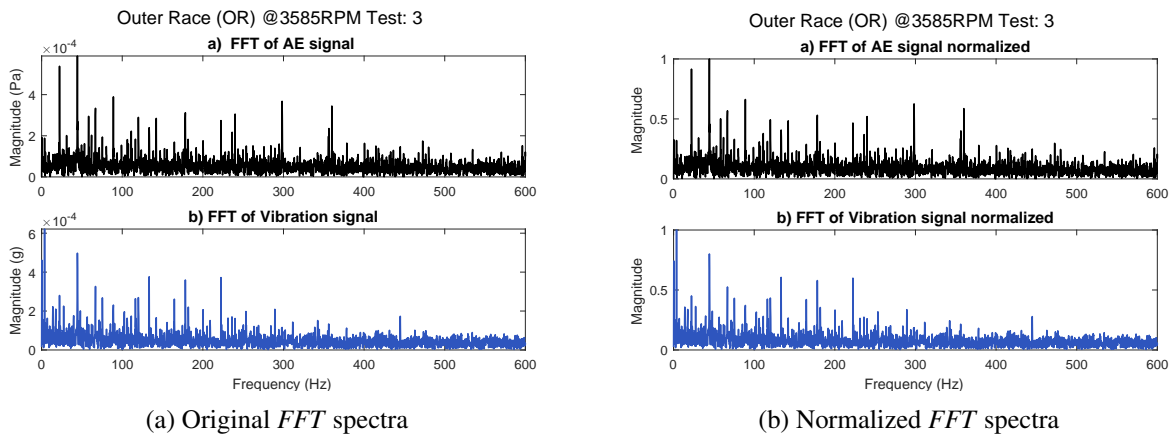 Outer Race (OR) @3585RPM Test: 3
×10⁻⁴
a) FFT of AE signal
Magnitude (Pa)
4
2
0
0 100 200 300 400 500 600
×10⁻⁴
b) FFT of Vibration signal
Magnitude (g)
6
4
2
0
0 100 200 300 400 500 600
Frequency (Hz)
(a) Original FFT spectra
Outer Race (OR) @3585RPM Test: 3
a) FFT of AE signal normalized
Magnitude
1
0.5
0
0 100 200 300 400 500 600
b) FFT of Vibration signal normalized
Magnitude
1
0.5
0
0 100 200 300 400 500 600
Frequency (Hz)
(b) Normalized FFT spectra